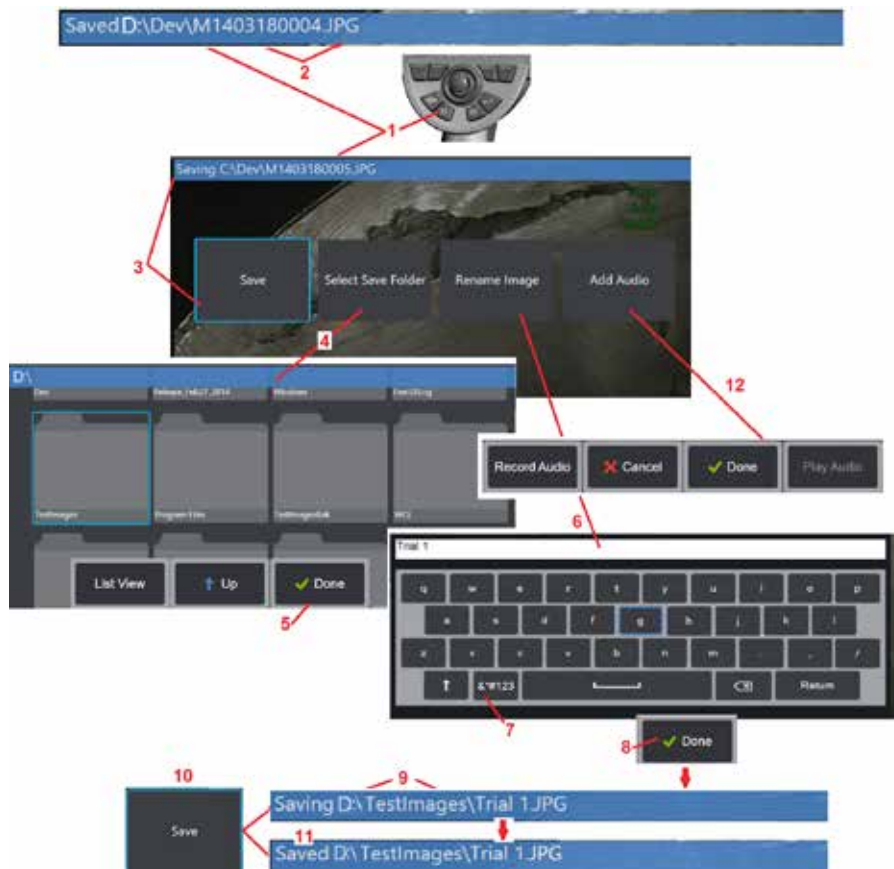 Saved D:\Dev\M1403180004.JPG
2
1
Saving C:\Dev\M1403180005.JPG
3
Save
Select Save Folder
Rename Image
Add Audio
4
12
D:\
Dev
Release_Feb27_2014
Windows
TestImages
Program Files
TestImagesBak
Record Audio
Cancel
Done
Play Audio
6
List View
Up
Done
5
Trial 1
q w e r t y u i o p
a s d f g h j k l
z x c v b n m . , /
&*#123
Return
7
8
Done
10
9
Save
Saving D:\TestImages\Trial 1.JPG
11
Saved D:\TestImages\Trial 1.JPG